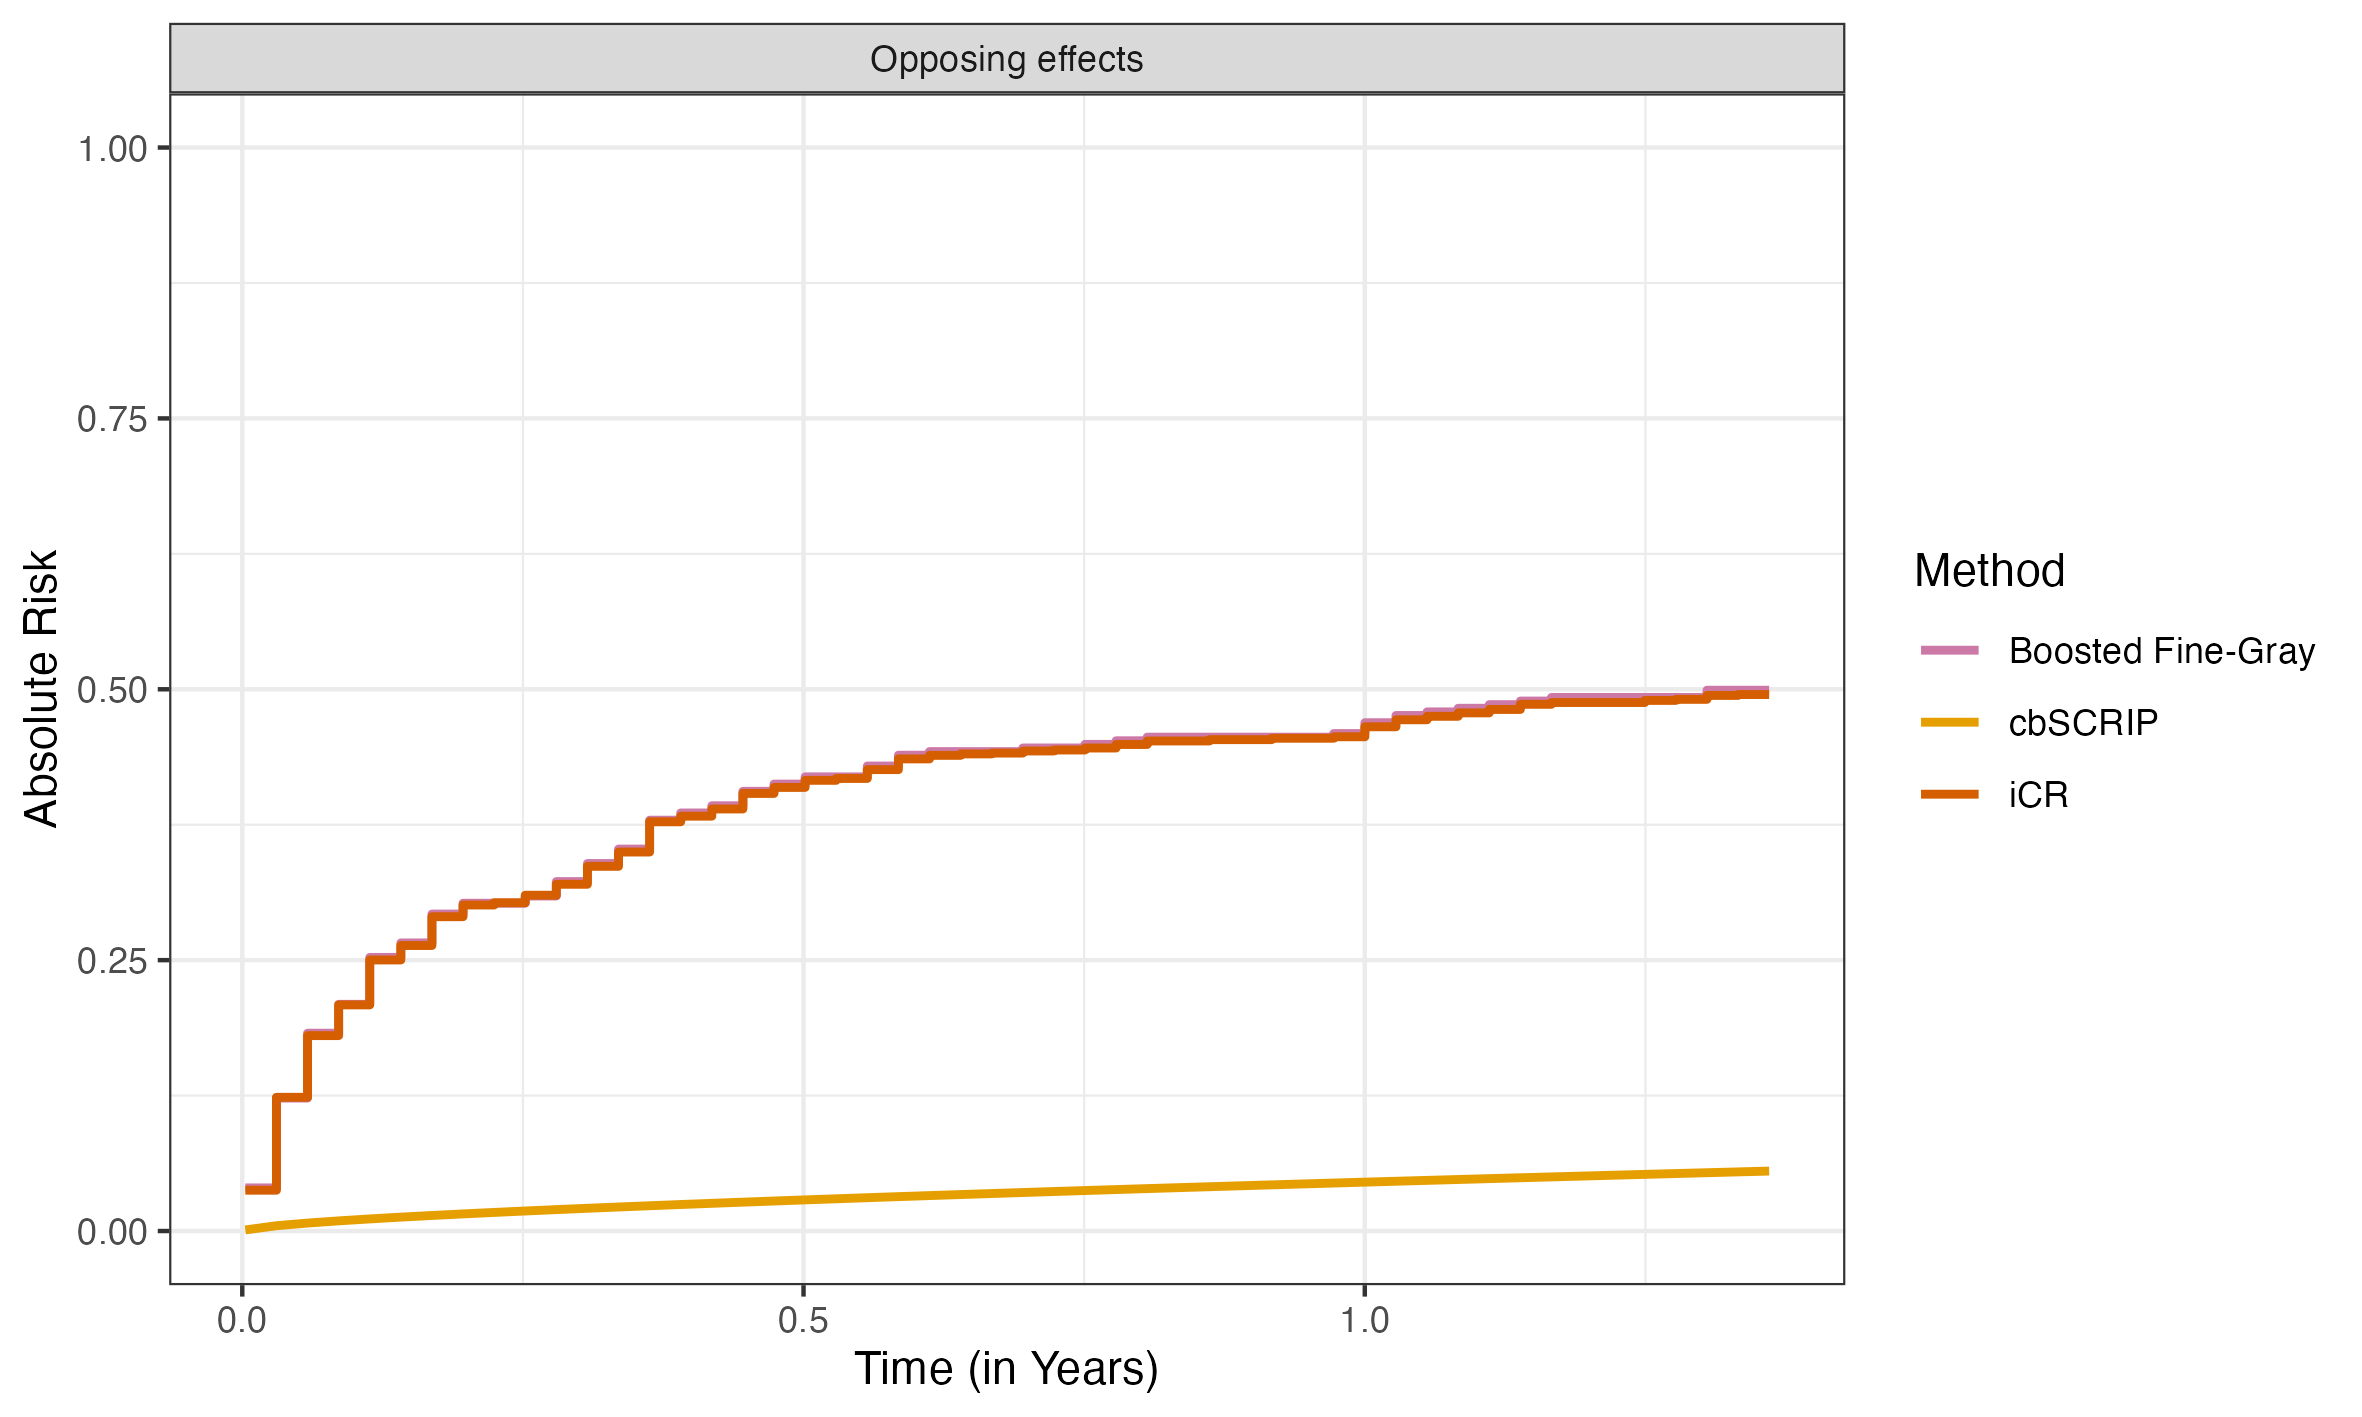 Opposing effects
1.00
0.75
0.50
0.25
0.00
Absolute Risk
0.0
0.5
1.0
Time (in Years)
Method
Boosted Fine-Gray
cbSCRIP
iCR